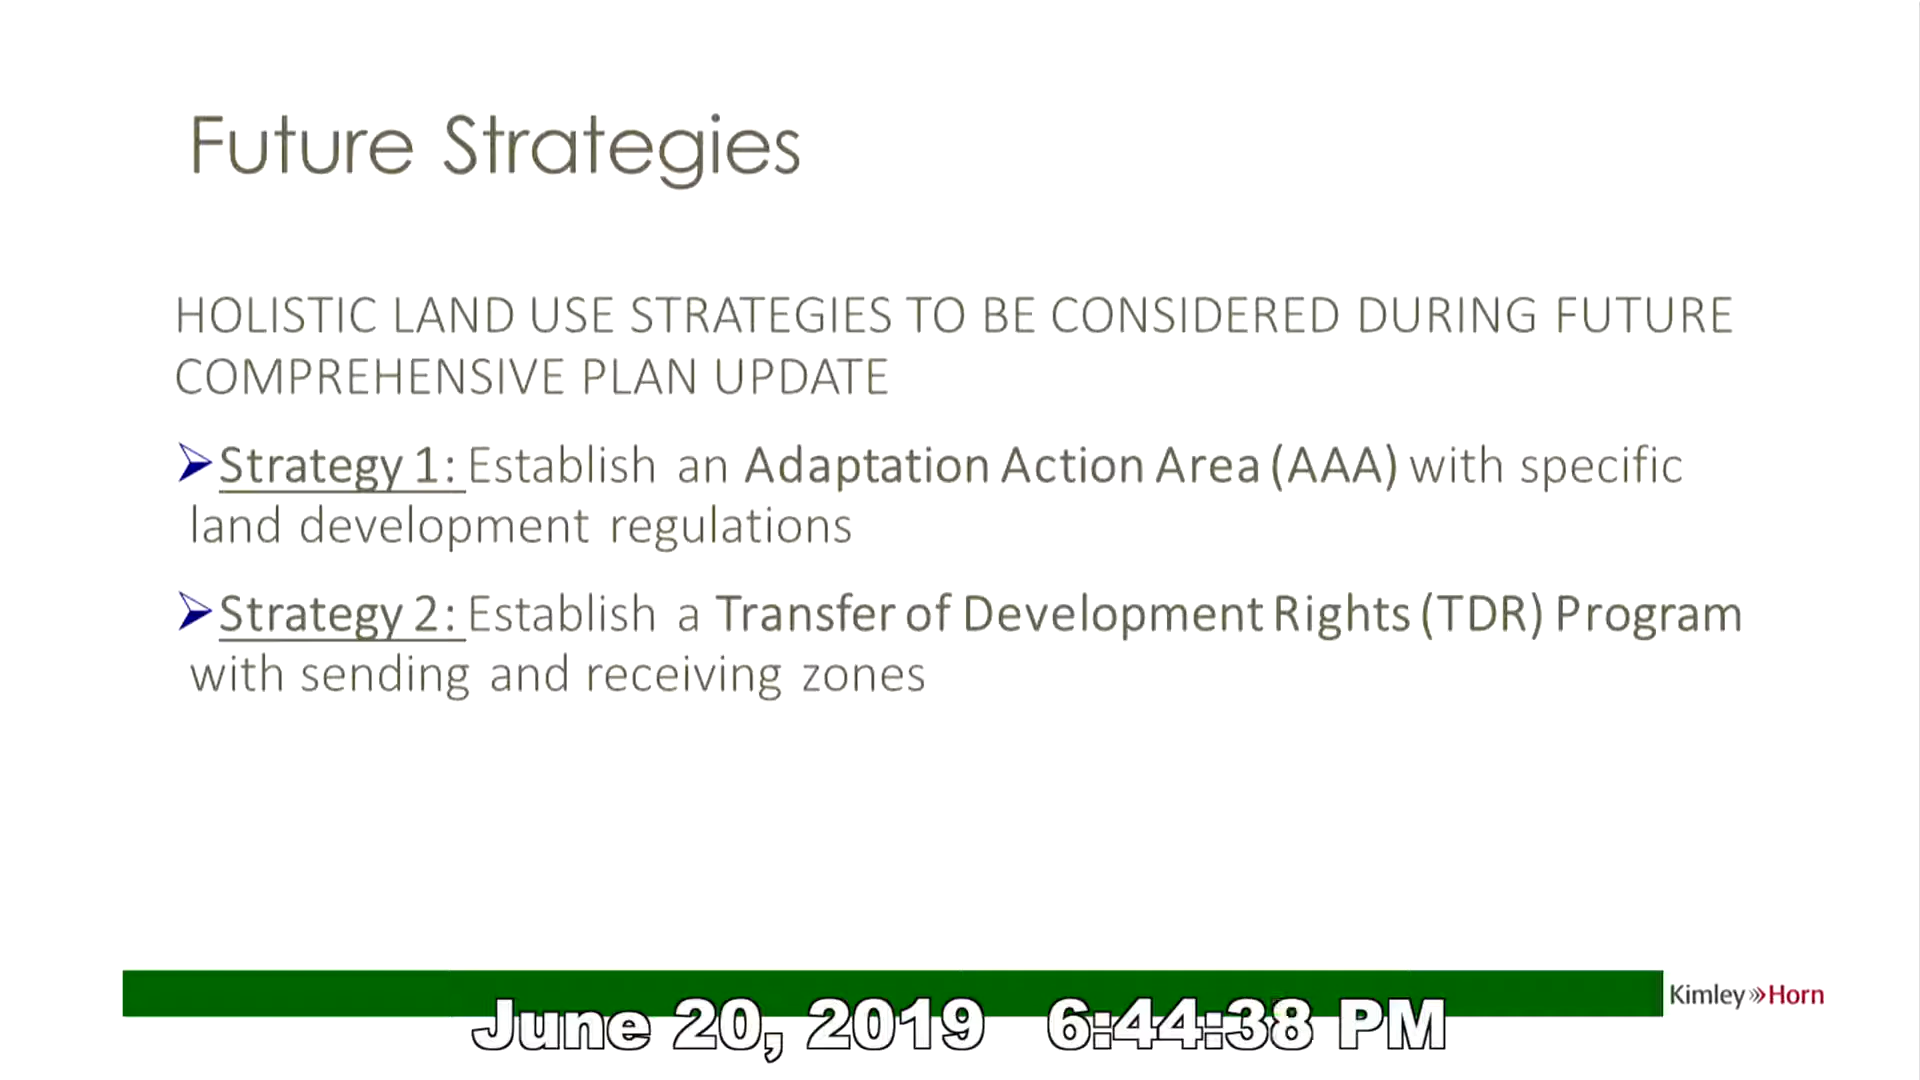 Future Strategies
HOLISTIC LAND USE STRATEGIES TO BE CONSIDERED DURING FUTURE
COMPREHENSIVE PLAN UPDATE
Strategy 1: Establish an Adaptation Action Area (AAA) with specific
land development regulations
Strategy 2: Establish a Transfer of Development Rights (TDR) Program
with sending and receiving zones
Kimley»Horn
June 20, 2019 6:44:38 PM